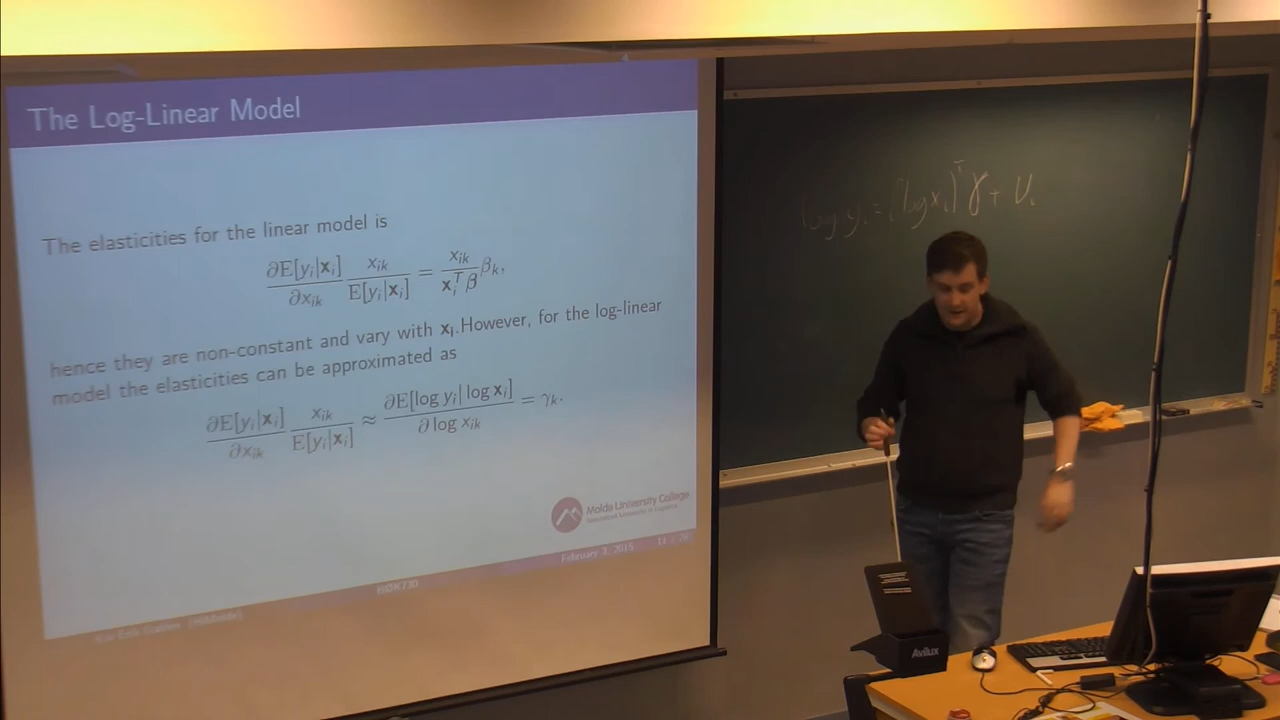 The Log-Linear Model
The elasticities for the linear model is
∂E[yᵢ|𝐱ᵢ]/∂xᵢₖ xᵢₖ/E[yᵢ|𝐱ᵢ] = xᵢₖ/𝐱ᵢᵀβ βₖ,
hence they are non-constant and vary with 𝐱ᵢ.However, for the log-linear
model the elasticities can be approximated as
∂E[yᵢ|𝐱ᵢ]/∂xᵢₖ xᵢₖ/E[yᵢ|𝐱ᵢ] ≈ ∂E[log yᵢ|log 𝐱ᵢ]/∂ log xᵢₖ = γₖ.
Molde University College
HØK730
February 3, 2015
log yᵢ = (log xᵢ)ᵀ γ + Uᵢ
Avilux